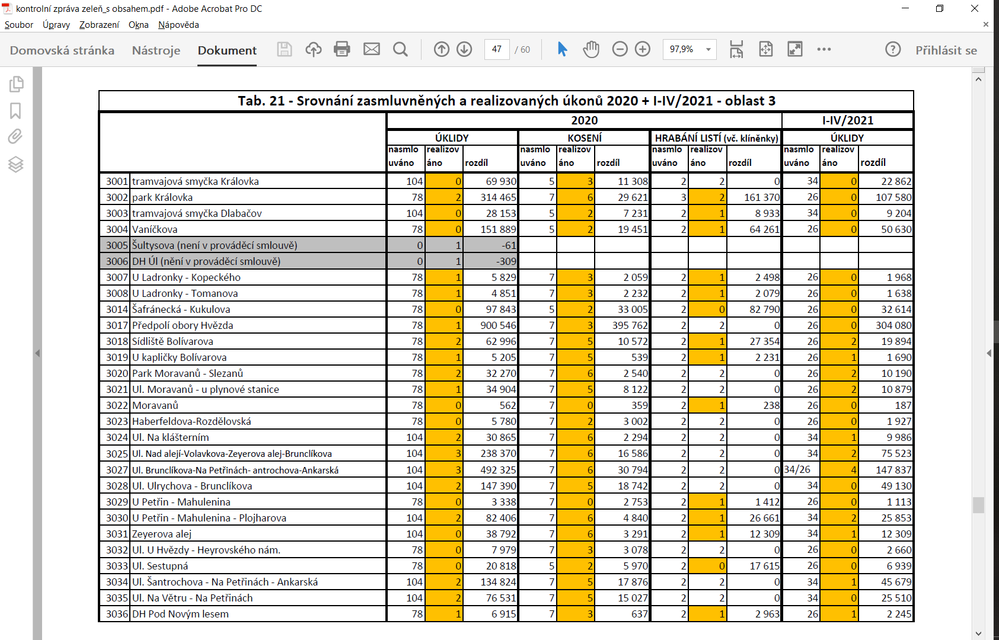 kontrolní zpráva zeleň_s obsahem.pdf - Adobe Acrobat Pro DC
Soubor Úpravy Zobrazení Okna Nápověda
Domovská stránka Nástroje Dokument 47 / 60 97,9% Přihlásit se
Tab. 21 - Srovnání zasmluvněných a realizovaných úkonů 2020 + I-IV/2021 - oblast 3
2020 I-IV/2021
ÚKLIDY KOSENÍ HRABÁNÍ LISTÍ (vč. klíněnky) ÚKLIDY
nasmlo realizov nasmlo realizov nasmlo realizov nasmlo realizov
uváno áno rozdíl uváno áno rozdíl uváno áno rozdíl uváno áno rozdíl
3001 tramvajová smyčka Královka 104 0 69 930 5 3 11 308 2 2 0 34 0 22 862
3002 park Královka 78 2 314 465 7 6 29 621 3 2 161 370 26 0 107 580
3003 tramvajová smyčka Dlabačov 104 0 28 153 5 2 7 231 2 1 8 933 34 0 9 204
3004 Vaníčkova 78 0 151 889 5 2 19 451 2 1 64 261 26 0 50 630
3005 Šultysova (není v prováděcí smlouvě) 0 1 -61
3006 DH Úl (nění v prováděcí smlouvě) 0 1 -309
3007 U Ladronky - Kopeckého 78 1 5 829 7 3 2 059 2 1 2 498 26 0 1 968
3008 U Ladronky - Tomanova 78 1 4 851 7 3 2 232 2 1 2 079 26 0 1 638
3014 Šafránecká - Kukulova 78 0 97 843 5 2 33 005 2 0 82 790 26 0 32 614
3017 Předpolí obory Hvězda 78 1 900 546 7 3 395 762 2 2 0 26 0 304 080
3018 Sídliště Bolívarova 78 2 62 996 7 5 10 572 2 1 27 354 26 2 19 894
3019 U kapličky Bolívarova 78 1 5 205 7 5 539 2 1 2 231 26 1 1 690
3020 Park Moravanů - Slezanů 78 2 32 270 7 6 2 540 2 2 0 26 2 10 190
3021 Ul. Moravanů - u plynové stanice 78 1 34 904 7 5 8 122 2 2 0 26 2 10 879
3022 Moravanů 78 0 562 7 0 359 2 1 238 26 0 187
3023 Haberfeldova-Rozdělovská 78 0 5 780 7 2 3 002 2 2 0 26 0 1 927
3024 Ul. Na klášterním 104 2 30 865 7 6 2 294 2 2 0 34 1 9 986
3025 Ul. Nad alejí-Volavkova-Zeyerova alej-Brunclíkova 104 3 238 370 7 6 16 586 2 2 0 34 2 75 523
3027 Ul. Brunclíkova-Na Petřinách- antrochova-Ankarská 104 3 492 325 7 6 30 794 2 2 0 34/26 4 147 837
3028 Ul. Ulrychova - Brunclíkova 104 2 147 390 7 5 18 742 2 2 0 34 0 49 130
3029 U Petřin - Mahulenina 78 0 3 338 7 0 2 753 2 1 1 412 26 0 1 113
3030 U Petřin - Mahulenina - Plojharova 104 2 82 406 7 6 4 840 2 1 26 661 34 2 25 853
3031 Zeyerova alej 104 0 38 792 7 6 3 291 2 1 12 309 34 1 12 309
3032 Ul. U Hvězdy - Heyrovského nám. 78 0 7 979 7 3 3 078 2 2 0 26 0 2 660
3033 Ul. Sestupná 78 0 20 818 5 2 5 970 2 0 17 615 26 0 6 939
3034 Ul. Šantrochova - Na Petřinách - Ankarská 104 2 134 824 7 5 17 876 2 2 0 34 1 45 679
3035 Ul. Na Větru - Na Petřinách 104 2 76 531 7 5 15 027 2 2 0 34 0 25 510
3036 DH Pod Novým lesem 78 1 6 915 7 3 637 2 1 2 963 26 1 2 245